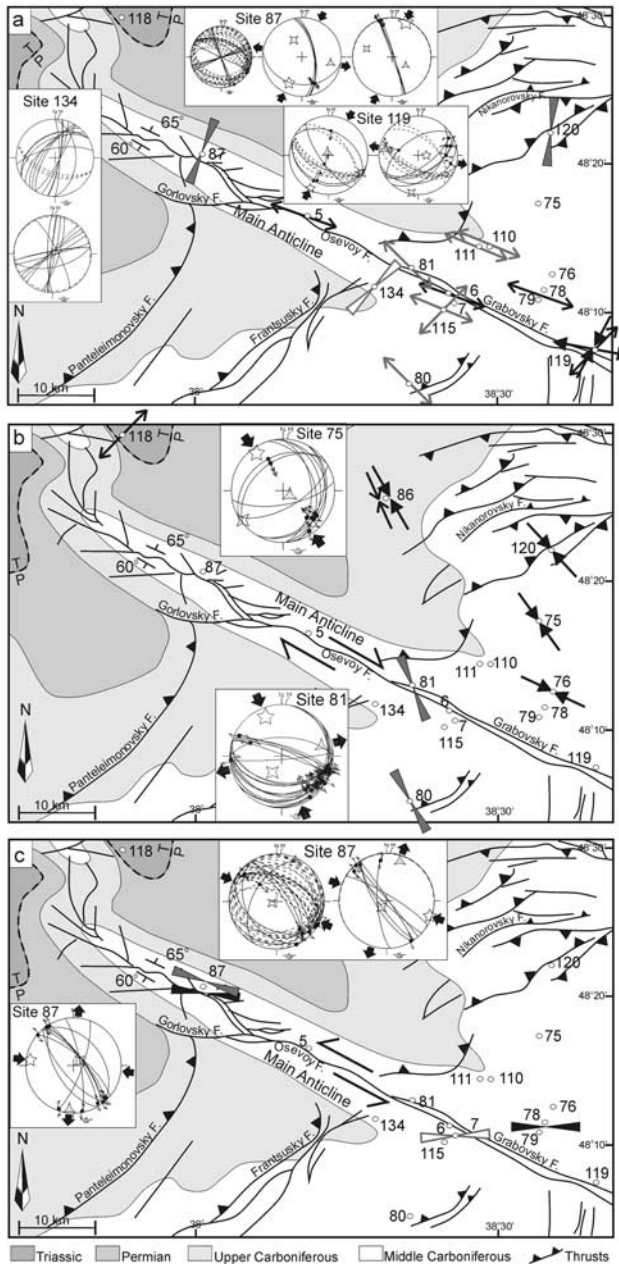 a
118
T
P
Site 87
48°30'
Nikanorovsky F.
Site 134
Site 119
120
65°
60°
87
48°20'
Gorlovsky F.
Main Anticline
5
Osevoy F.
75
110
111
81
76
78
79
134
6
115
Grabovsky F.
48°10'
119
Panteleimonovsky F.
Frantsusky F.
80
N
10 km
38°
38°30'
b
118
T
P
Site 75
48°30'
86
Nikanorovsky F.
120
65°
60°
87
48°20'
Main Anticline
Gorlovsky F.
5
Osevoy F.
75
111
110
81
76
Site 81
134
6
7
79
78
115
48°10'
Grabovsky F.
119
Panteleimonovsky F.
80
N
10 km
38°
38°30'
c
118
T
P
Site 87
48°30'
Nikanorovsky F.
120
65°
87
60°
48°20'
Site 87
Gorlovsky F.
5
Osevoy F.
75
Main Anticline
111
110
81
78
76
134
6
7
79
115
48°10'
Grabovsky F.
119
Panteleimonovsky F.
Frantsusky F.
80
N
10 km
38°
38°30'
Triassic
Permian
Upper Carboniferous
Middle Carboniferous
Thrusts